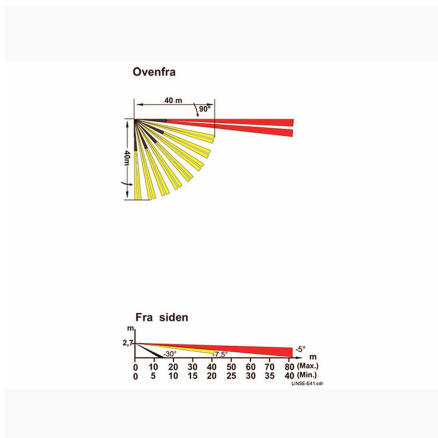 Ovenfra
40 m
90°
40m
Fra siden
m
2,7
-30°
-7,5°
-5°
m
0 10 20 30 40 50 60 70 80 (Max.)
0 5 10 15 20 25 30 35 40 (Min.)
LINSE-E41.cdr